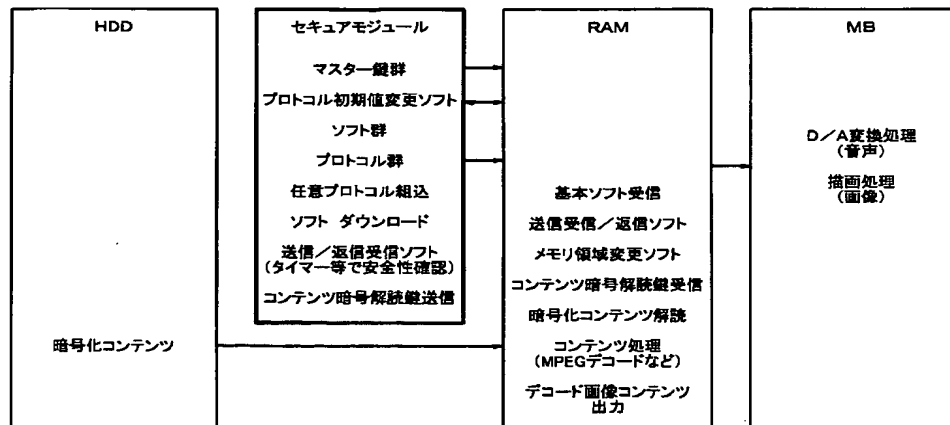 HDD
暗号化コンテンツ
セキュアモジュール
マスター鍵群
プロトコル初期値変更ソフト
ソフト群
プロトコル群
任意プロトコル組込
ソフト ダウンロード
送信／返信受信ソフト
(タイマー等で安全性確認)
コンテンツ暗号解読鍵送信
RAM
基本ソフト受信
送信受信／返信ソフト
メモリ領域変更ソフト
コンテンツ暗号解読鍵受信
暗号化コンテンツ解読
コンテンツ処理
(MPEGデコードなど)
デコード画像コンテンツ
出力
MB
D／A変換処理
(音声)
描画処理
(画像)